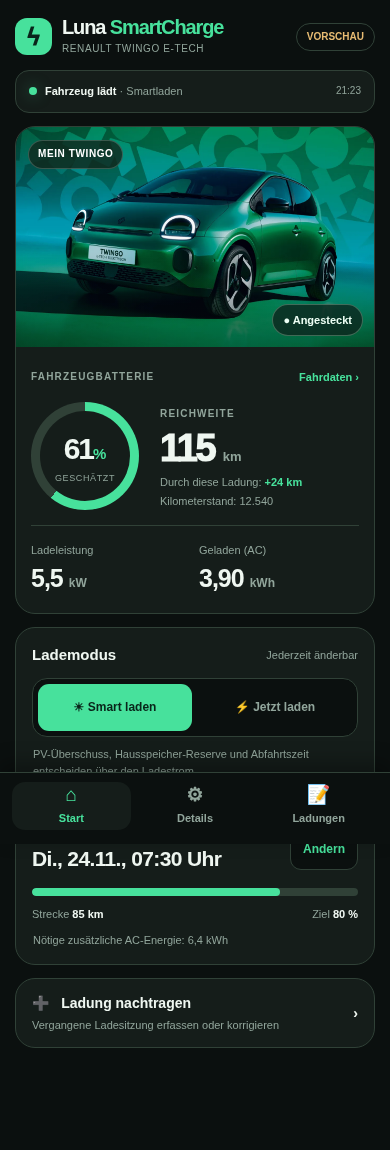 Luna SmartCharge
RENAULT TWINGO E-TECH
VORSCHAU
Fahrzeug lädt · Smartladen
21:23
MEIN TWINGO
TWINGO
● Angesteckt
FAHRZEUGBATTERIE
Fahrdaten ›
61%
GESCHÄTZT
REICHWEITE
115 km
Durch diese Ladung: +24 km
Kilometerstand: 12.540
Ladeleistung
5,5 kW
Geladen (AC)
3,90 kWh
Lademodus
Jederzeit änderbar
Smart laden
Jetzt laden
PV-Überschuss, Hausspeicher-Reserve und Abfahrtszeit
entscheiden über den Ladestrom
Start
Details
Ladungen
Di., 24.11., 07:30 Uhr
Ändern
Strecke 85 km
Ziel 80 %
Nötige zusätzliche AC-Energie: 6,4 kWh
Ladung nachtragen
Vergangene Ladesitzung erfassen oder korrigieren
›